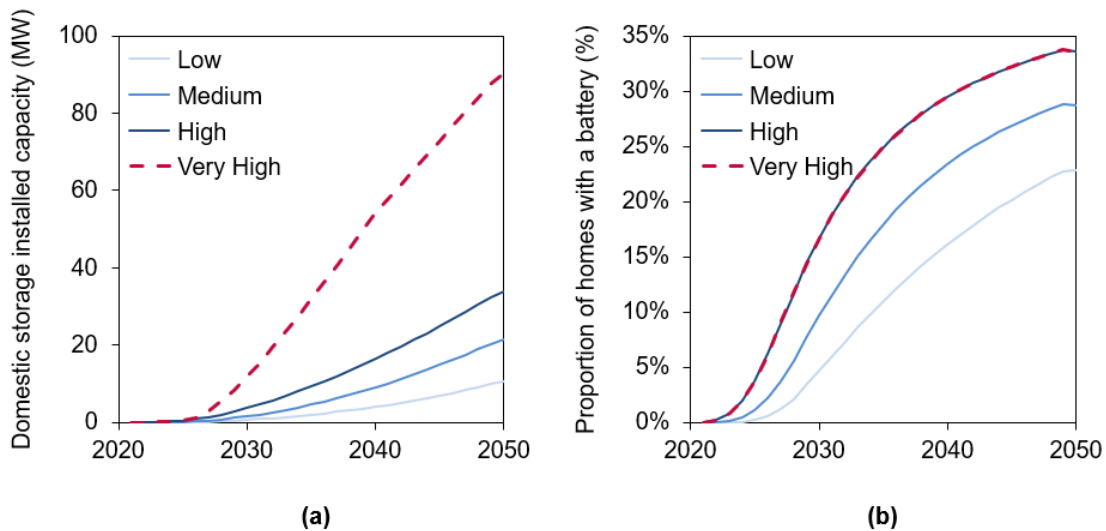 Domestic storage installed capacity (MW)
100
80
60
40
20
0
Low
Medium
High
Very High
2020
2030
2040
2050
(a)
Proportion of homes with a battery (%)
35%
30%
25%
20%
15%
10%
5%
0%
Low
Medium
High
Very High
2020
2030
2040
2050
(b)